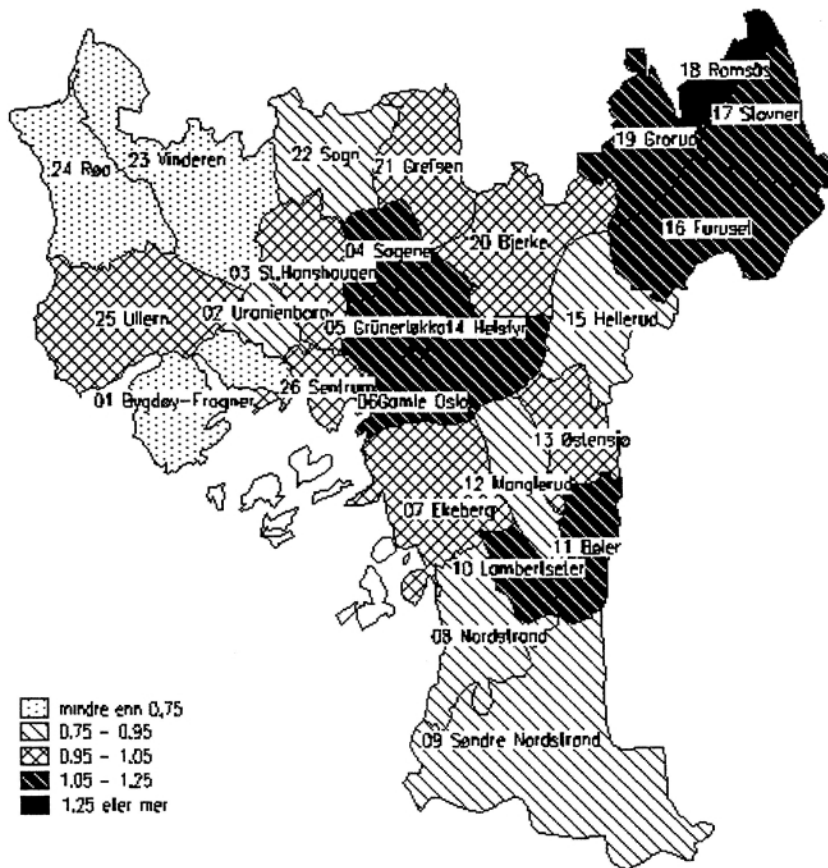 18 Romsås
17 Stovner
19 Grorud
23 Vinderen
22 Sogn
24 Røa
21 Grefsen
16 Furuset
04 Sagene
20 Bjerke
03 St.Hanshaugen
02 Uranienborg
25 Ullern
05 Grünerløkka
14 Helsfyr
15 Hellerud
26 Sentrum
01 Bygdøy-Frogner
06Gamle Oslo
13 Østensjø
12 Manglerud
07 Ekeberg
11 Bøler
10 Lambertseter
08 Nordstrand
09 Søndre Nordstrand
mindre enn 0,75
0.75 - 0.95
0.95 - 1.05
1.05 - 1.25
1.25 eller mer